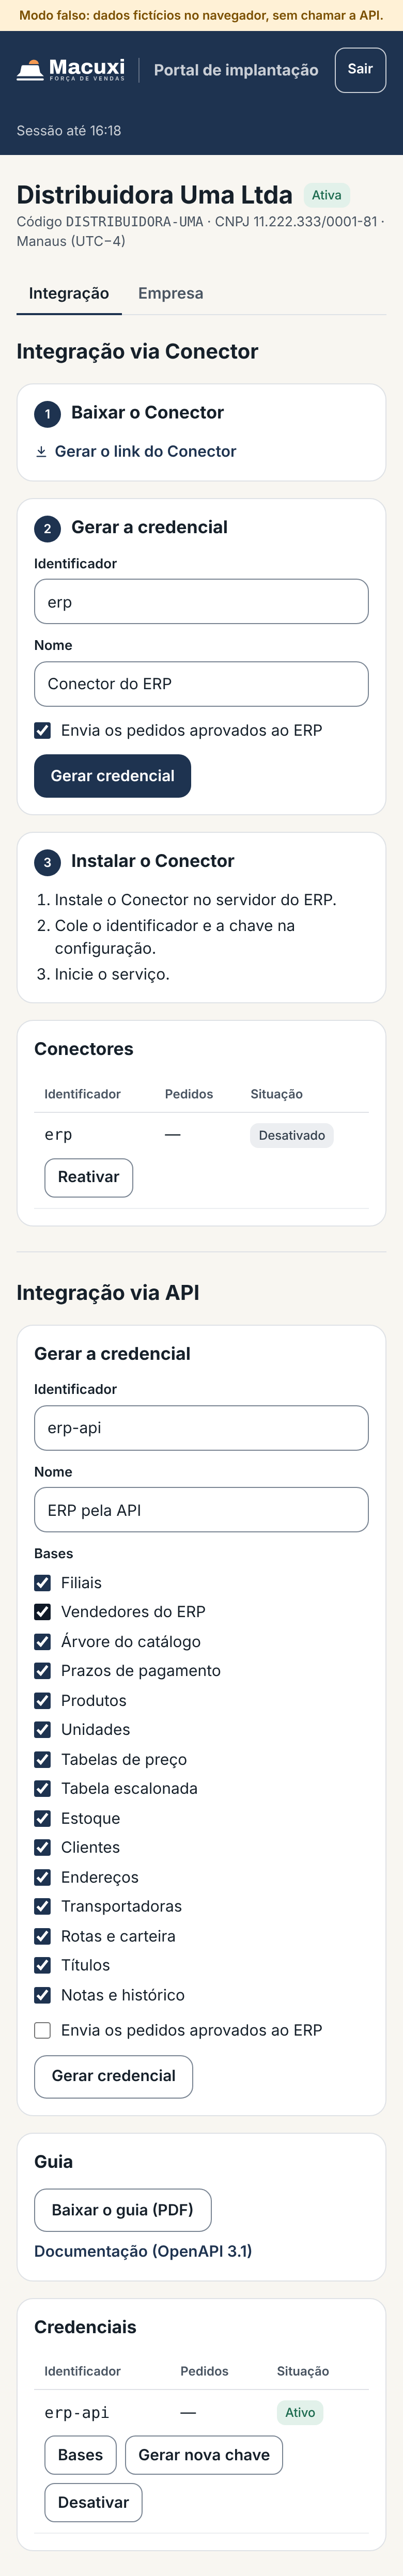 Modo falso: dados fictícios no navegador, sem chamar a API.
Macuxi
FORÇA DE VENDAS
Portal de implantação
Sair
Sessão até 16:18
Distribuidora Uma Ltda
Ativa
Código DISTRIBUIDORA-UMA · CNPJ 11.222.333/0001-81 ·
Manaus (UTC−4)
Integração
Empresa
Integração via Conector
1 Baixar o Conector
Gerar o link do Conector
2 Gerar a credencial
Identificador
erp
Nome
Conector do ERP
Envia os pedidos aprovados ao ERP
Gerar credencial
3 Instalar o Conector
1. Instale o Conector no servidor do ERP.
2. Cole o identificador e a chave na
configuração.
3. Inicie o serviço.
Conectores
Identificador Pedidos Situação
erp — Desativado
Reativar
Integração via API
Gerar a credencial
Identificador
erp-api
Nome
ERP pela API
Bases
Filiais
Vendedores do ERP
Árvore do catálogo
Prazos de pagamento
Produtos
Unidades
Tabelas de preço
Tabela escalonada
Estoque
Clientes
Endereços
Transportadoras
Rotas e carteira
Títulos
Notas e histórico
Envia os pedidos aprovados ao ERP
Gerar credencial
Guia
Baixar o guia (PDF)
Documentação (OpenAPI 3.1)
Credenciais
Identificador Pedidos Situação
erp-api — Ativo
Bases Gerar nova chave
Desativar